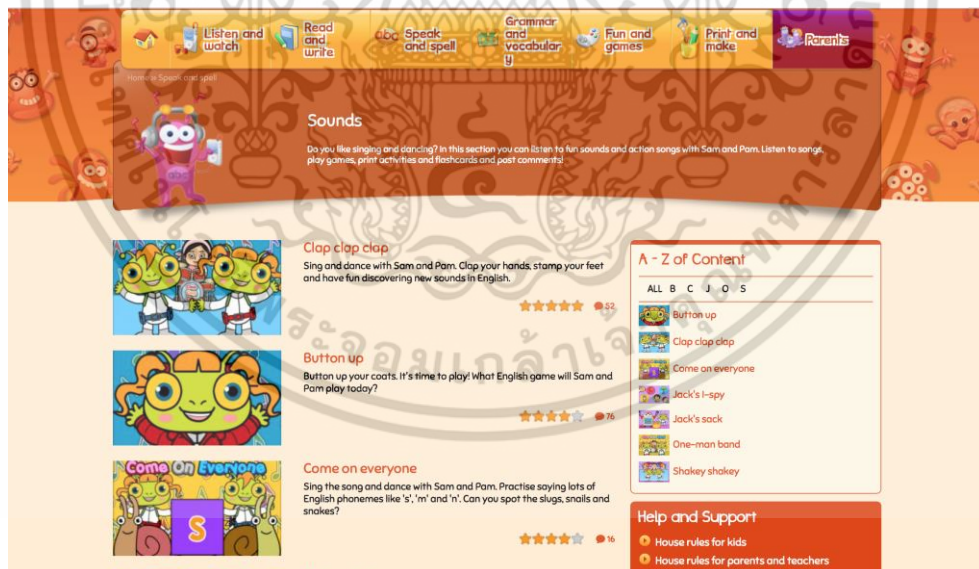 Listen and
watch
Read
and
write
abc Speak
and spell
Grammar
and
vocabular
y
Fun and
games
Print and
make
Parents
Home» Speak and spell
Sounds
Do you like singing and dancing? In this section you can listen to fun sounds and action songs with Sam and Pam. Listen to songs,
play games, print activities and flashcards and post comments!
abc
Clap clap clap
Sing and dance with Sam and Pam. Clap your hands, stamp your feet
and have fun discovering new sounds in English.
52
Button up
Button up your coats. It's time to play! What English game will Sam and
Pam play today?
76
Come On Everyone
S
Come on everyone
Sing the song and dance with Sam and Pam. Practise saying lots of
English phonemes like 's', 'm' and 'n'. Can you spot the slugs, snails and
snakes?
16
A - Z of Content
ALL B C J O S
Button up
Clap clap clap
Come on everyone
Jack's I-spy
Jack's sack
One-man band
Shakey shakey
Help and Support
House rules for kids
House rules for parents and teachers